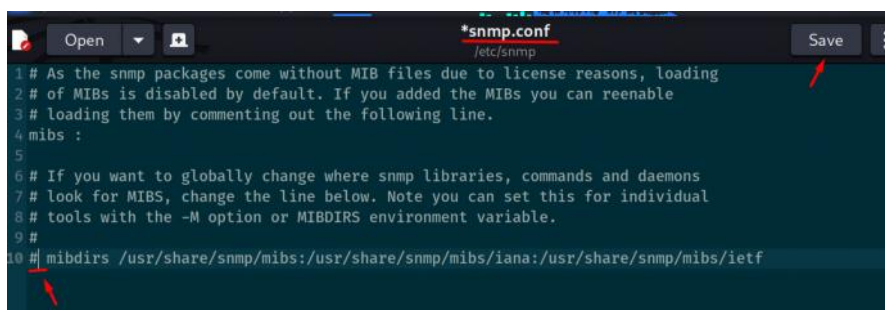 Open
*snmp.conf
/etc/snmp
Save
1 # As the snmp packages come without MIB files due to license reasons, loading
2 # of MIBs is disabled by default. If you added the MIBs you can reenable
3 # loading them by commenting out the following line.
4 mibs :
5
6 # If you want to globally change where snmp libraries, commands and daemons
7 # look for MIBS, change the line below. Note you can set this for individual
8 # tools with the -M option or MIBDIRS environment variable.
9 #
10 # mibdirs /usr/share/snmp/mibs:/usr/share/snmp/mibs/iana:/usr/share/snmp/mibs/ietf